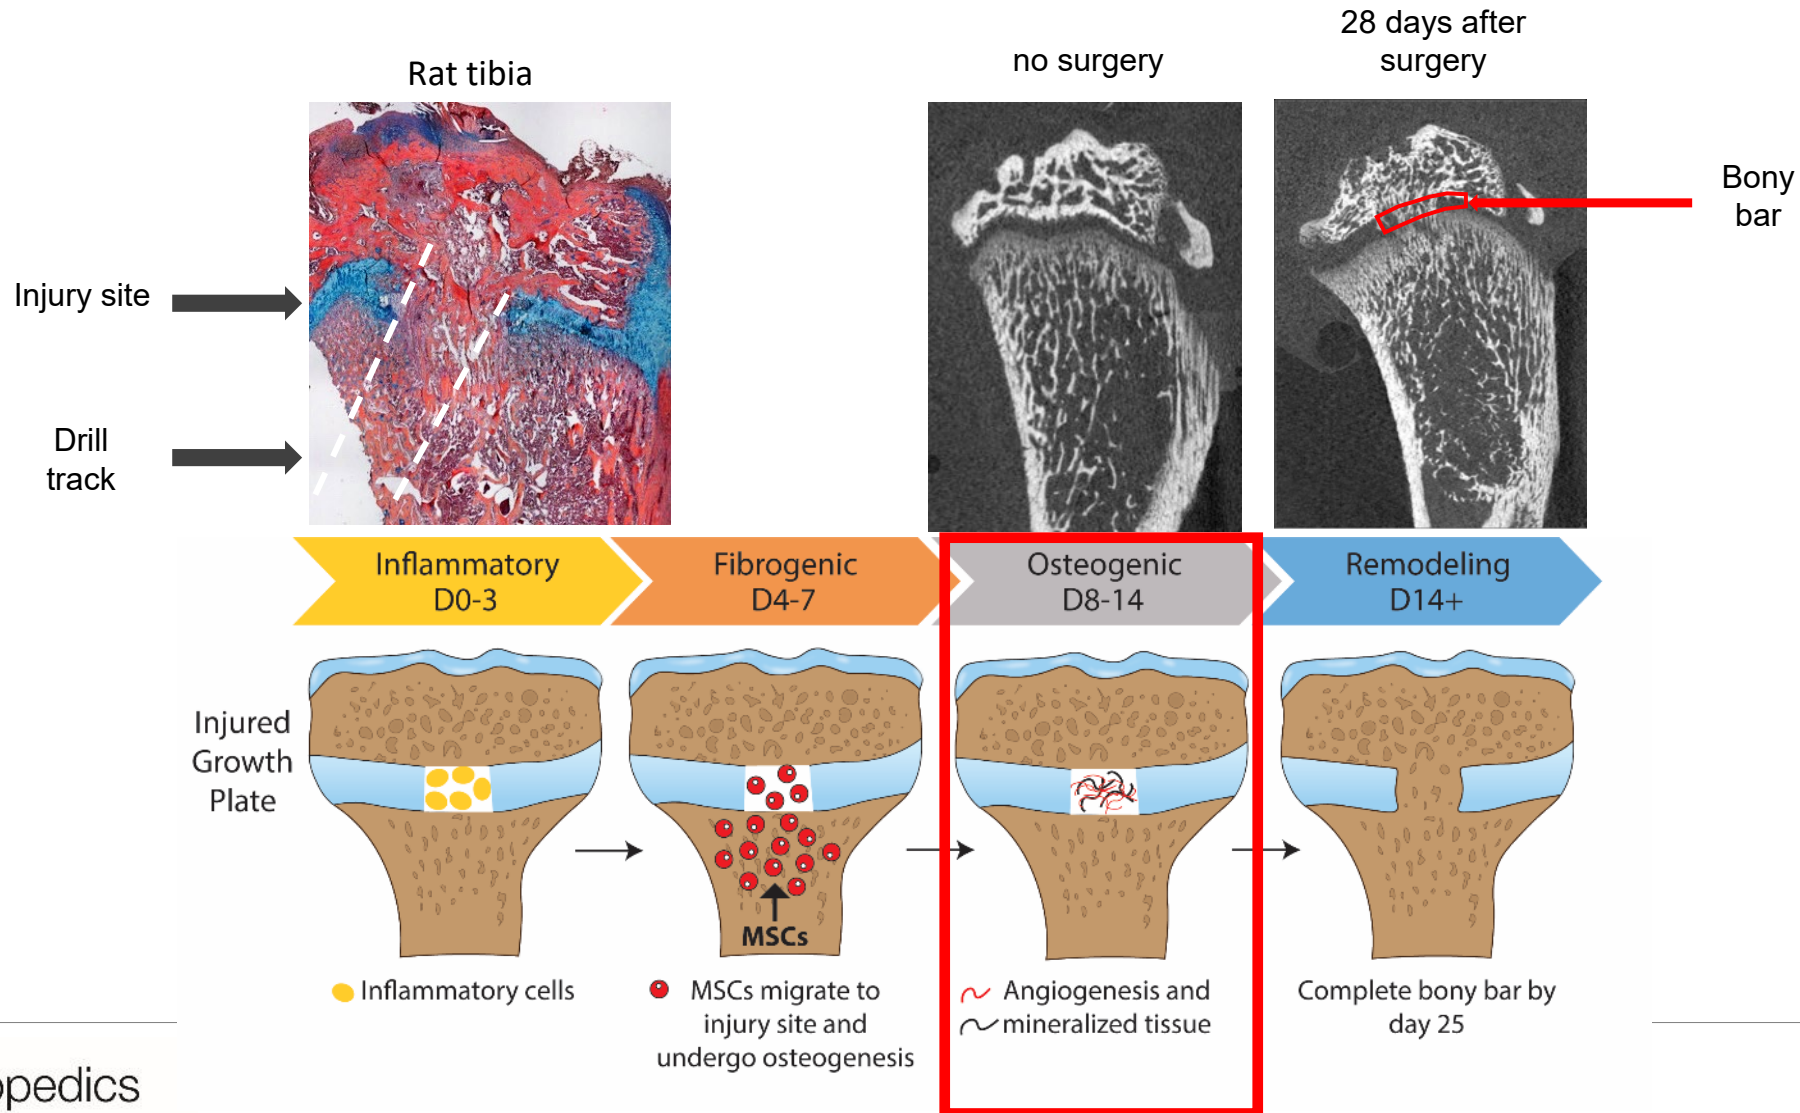 28 days after
surgery
no surgery
Rat tibia
Bony
bar
Injury site
Drill
track
Inflammatory
D0-3
Fibrogenic
D4-7
Osteogenic
D8-14
Remodeling
D14+
Injured
Growth
Plate
MSCs
Inflammatory cells
MSCs migrate to
injury site and
undergo osteogenesis
Angiogenesis and
mineralized tissue
Complete bony bar by
day 25
pedics